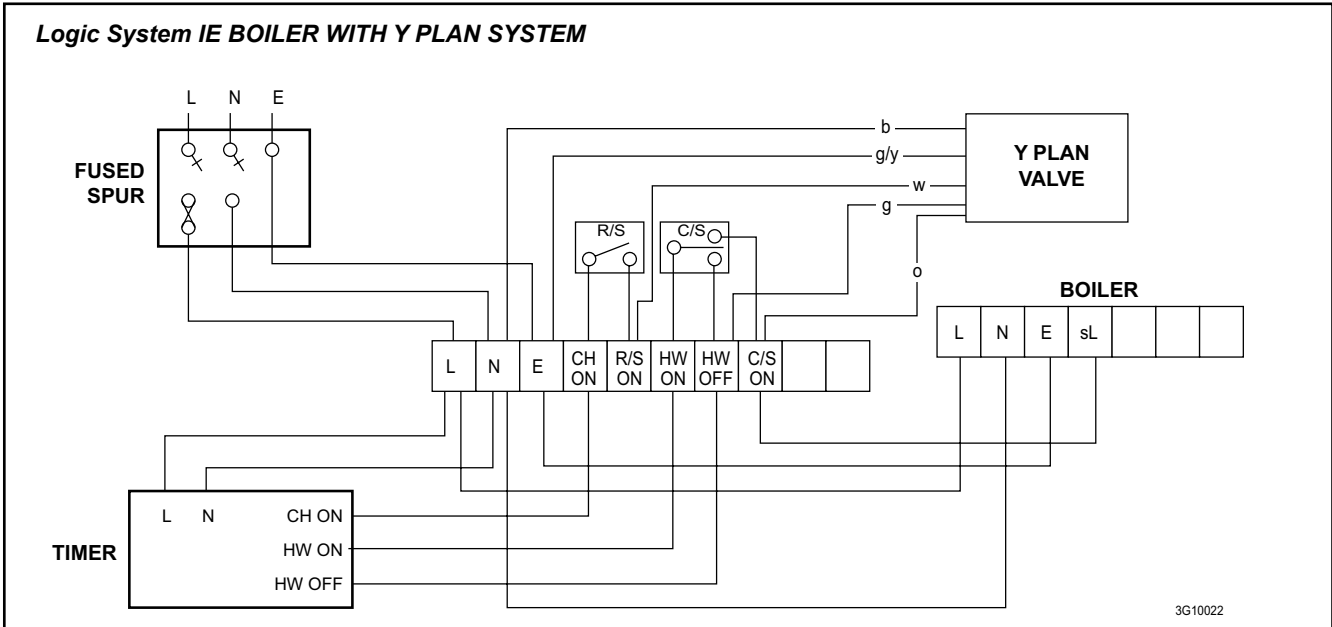 Logic System IE BOILER WITH Y PLAN SYSTEM
L N E
FUSED
SPUR
b
g/y
w
g
o
Y PLAN
VALVE
R/S
C/S
BOILER
L N E sL
L N E CH ON R/S ON HW ON HW OFF C/S ON
TIMER
L N
CH ON
HW ON
HW OFF
3G10022